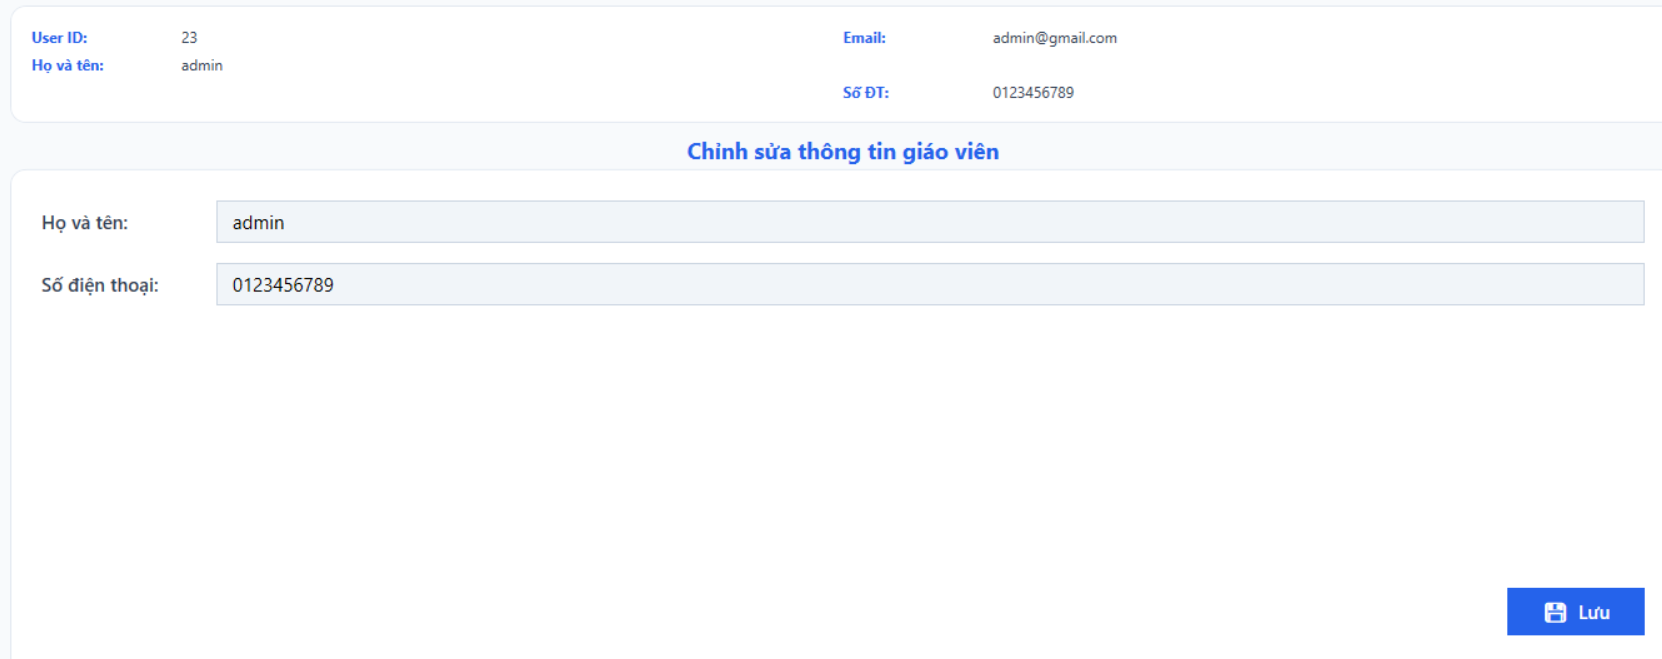 User ID: 23 Email: admin@gmail.com
Họ và tên: admin
Số ĐT: 0123456789
Chỉnh sửa thông tin giáo viên
Họ và tên: admin
Số điện thoại: 0123456789
Lưu